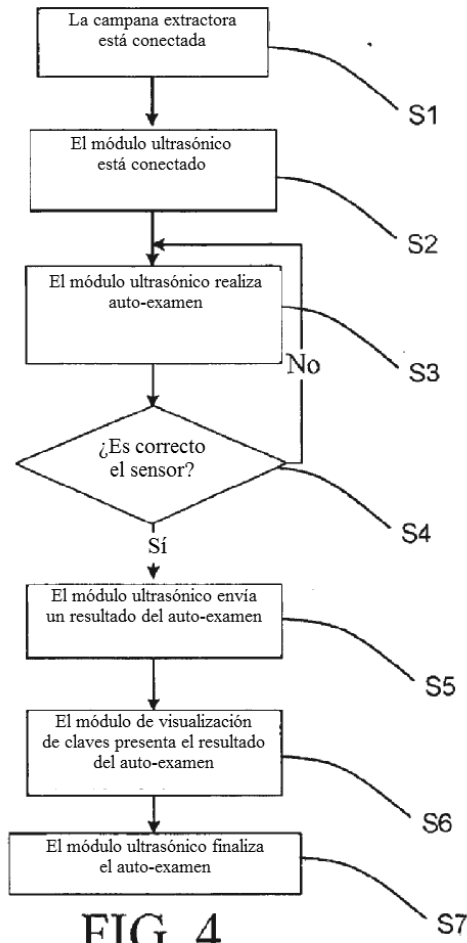 La campana extractora
está conectada
S1
El módulo ultrasónico
está conectado
S2
El módulo ultrasónico realiza
auto-examen
S3
No
¿Es correcto
el sensor?
S4
Sí
El módulo ultrasónico envía
un resultado del auto-examen
S5
El módulo de visualización
de claves presenta el resultado
del auto-examen
S6
El módulo ultrasónico finaliza
el auto-examen
S7
FIG. 4